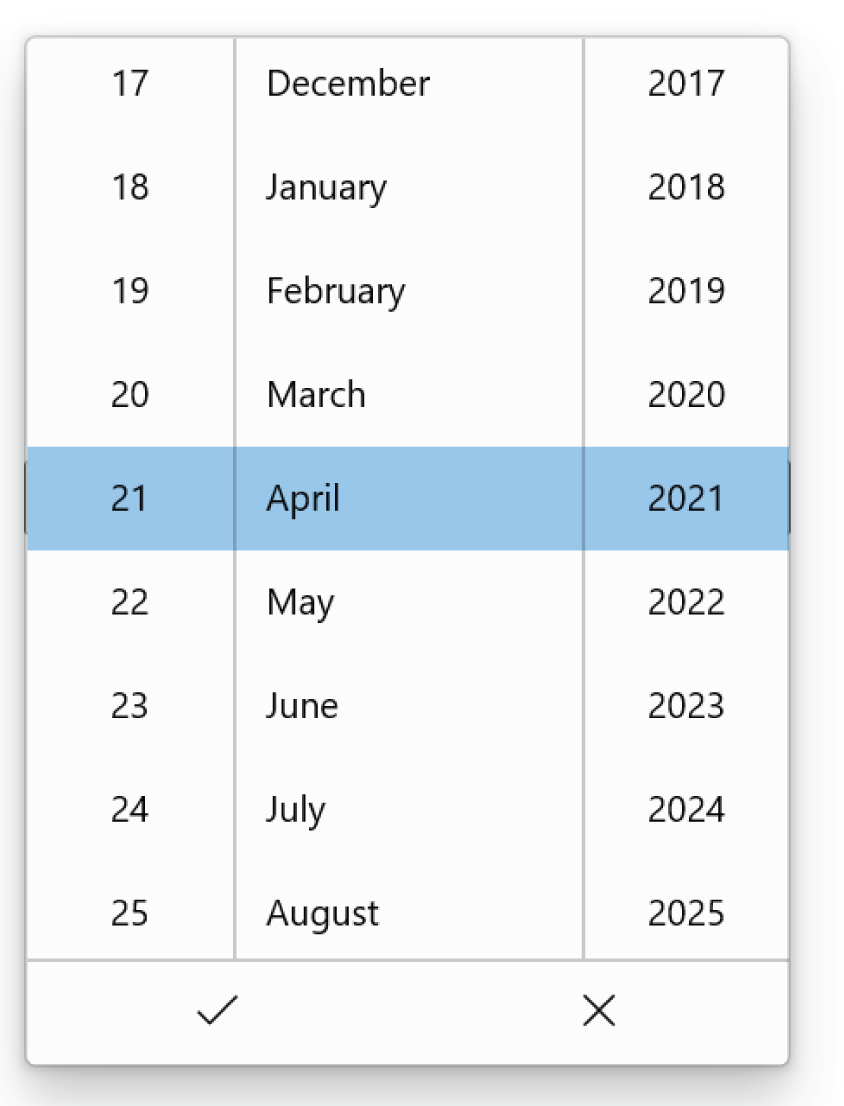 17 December 2017
18 January 2018
19 February 2019
20 March 2020
21 April 2021
22 May 2022
23 June 2023
24 July 2024
25 August 2025